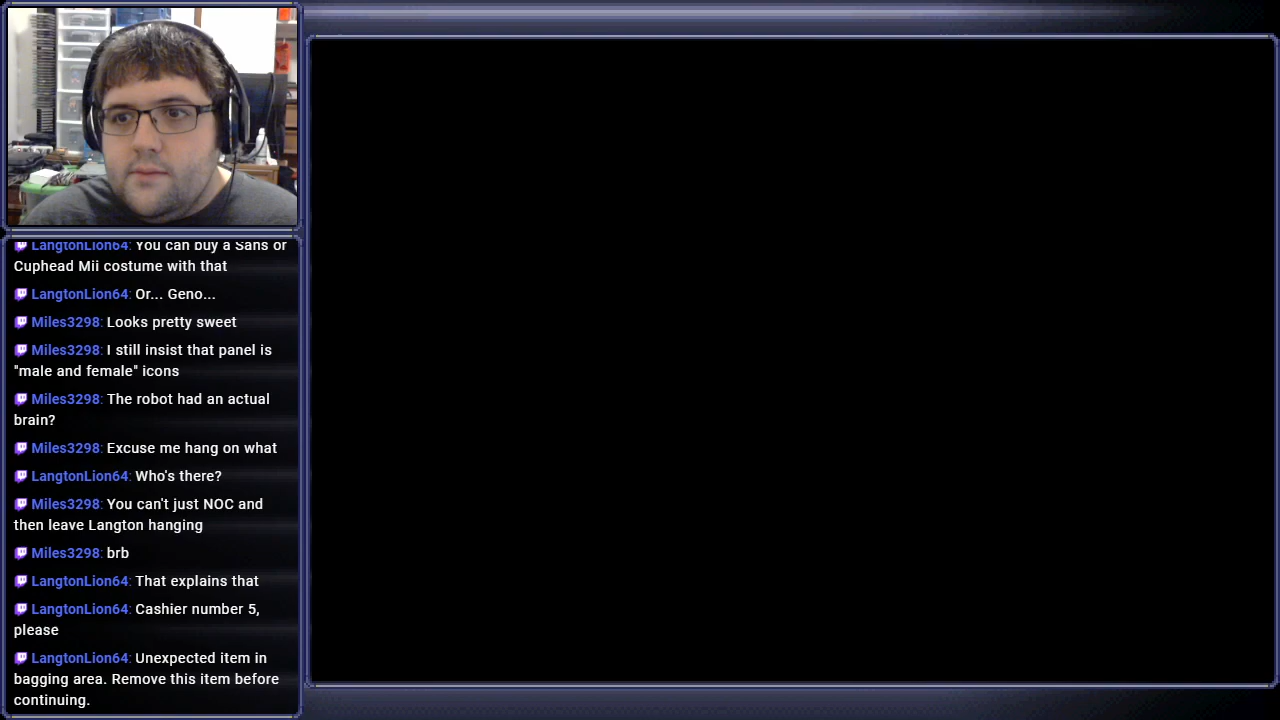 LangtonLion64: You can buy a Sans or
Cuphead Mii costume with that
LangtonLion64: Or... Geno...
Miles3298: Looks pretty sweet
Miles3298: I still insist that panel is
"male and female" icons
Miles3298: The robot had an actual
brain?
Miles3298: Excuse me hang on what
LangtonLion64: Who's there?
Miles3298: You can't just NOC and
then leave Langton hanging
Miles3298: brb
LangtonLion64: That explains that
LangtonLion64: Cashier number 5,
please
LangtonLion64: Unexpected item in
bagging area. Remove this item before
continuing.